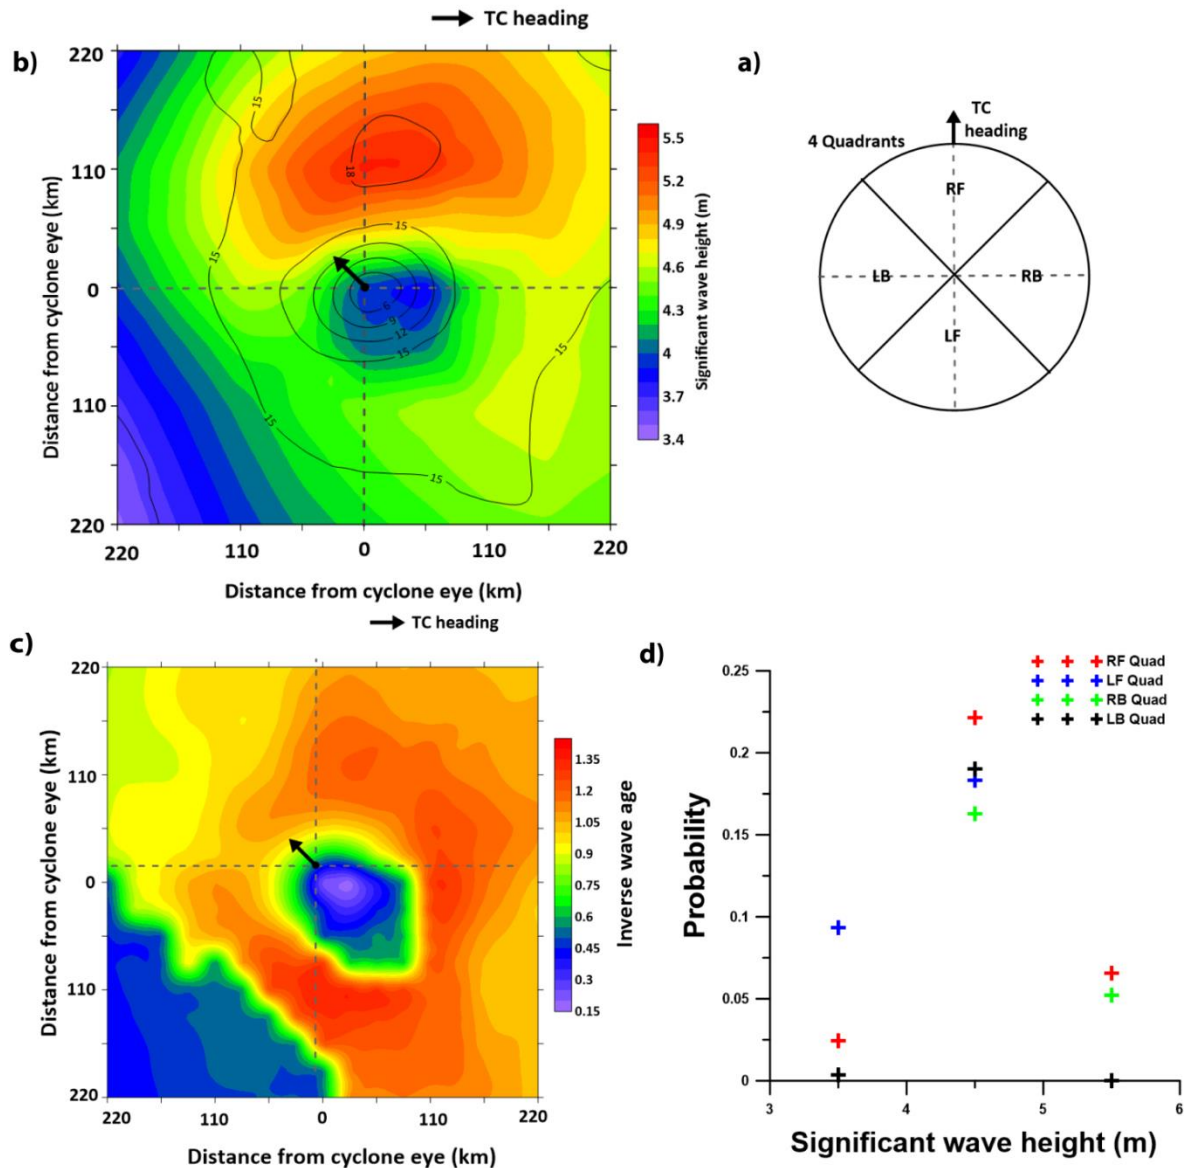 TC heading
b)
220
110
0
110
220
Distance from cyclone eye (km)
15
18
15
15
6
9
12
15
15
15
15
220
110
0
110
220
Distance from cyclone eye (km)
5.5
5.2
4.9
4.6
4.3
4
3.7
3.4
Significant wave height (m)
a)
TC
heading
4 Quadrants
RF
LB
RB
LF
TC heading
c)
220
110
0
110
220
Distance from cyclone eye (km)
220
110
0
110
220
Distance from cyclone eye (km)
1.35
1.2
1.05
0.9
0.75
0.6
0.45
0.3
0.15
Inverse wave age
d)
RF Quad
LF Quad
RB Quad
LB Quad
0.25
0.2
0.15
0.1
0.05
0
Probability
3
4
5
6
Significant wave height (m)